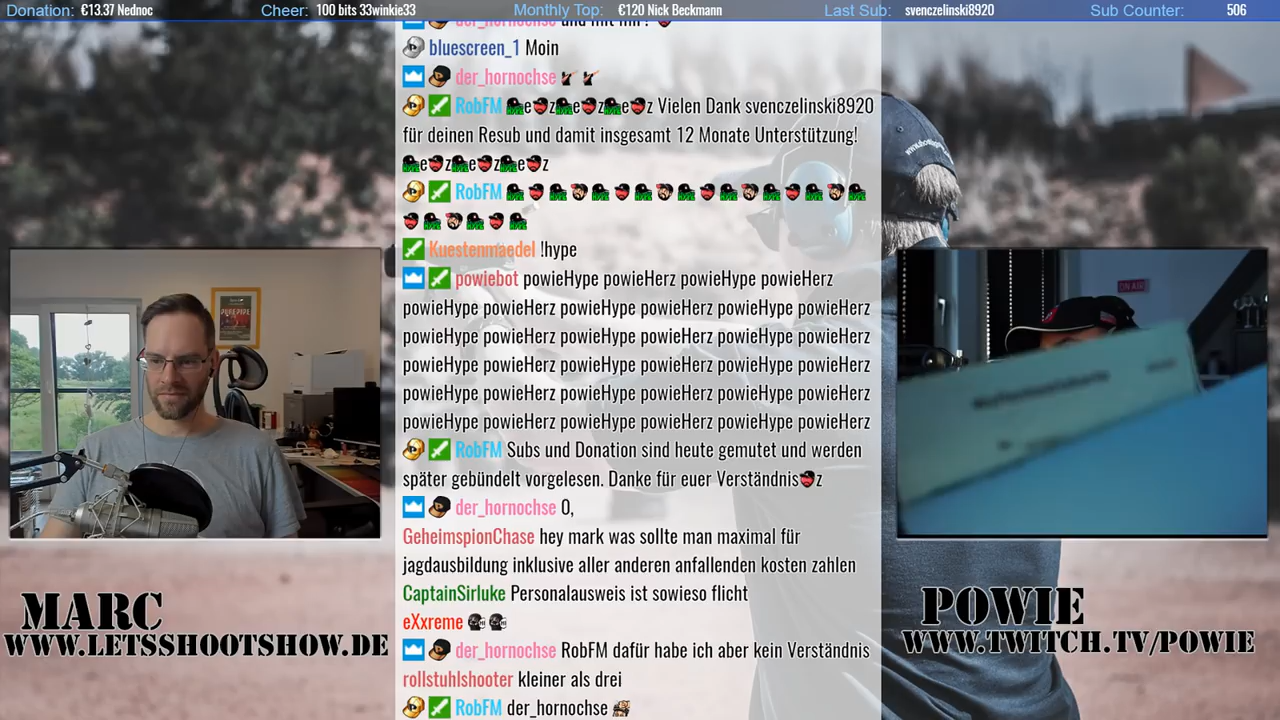 Donation: €13.37 Nednoc Cheer: 100 bits 33winkie33 Monthly Top: €120 Nick Beckmann Last Sub: svenczelinski8920 Sub Counter: 506
der_hornochse und mit mir?
bluescreen_1 Moin
der_hornochse
RobFM e z e z e z Vielen Dank svenczelinski8920
für deinen Resub und damit insgesamt 12 Monate Unterstützung!
e z e z e z
RobFM
Kuestenmaedel !hype
powiebot powieHype powieHerz powieHype powieHerz
powieHype powieHerz powieHype powieHerz powieHype powieHerz
powieHype powieHerz powieHype powieHerz powieHype powieHerz
powieHype powieHerz powieHype powieHerz powieHype powieHerz
powieHype powieHerz powieHype powieHerz powieHype powieHerz
powieHype powieHerz powieHype powieHerz powieHype powieHerz
RobFM Subs und Donation sind heute gemutet und werden
später gebündelt vorgelesen. Danke für euer Verständnis z
der_hornochse O,
GeheimspionChase hey mark was sollte man maximal für
jagdausbildung inklusive aller anderen anfallenden kosten zahlen
CaptainSirluke Personalausweis ist sowieso flicht
eXxreme
der_hornochse RobFM dafür habe ich aber kein Verständnis
rollstuhlshooter kleiner als drei
RobFM der_hornochse
ON AIR
MARC
WWW.LETSSHOOTSHOW.DE
POWIE
WWW.TWITCH.TV/POWIE